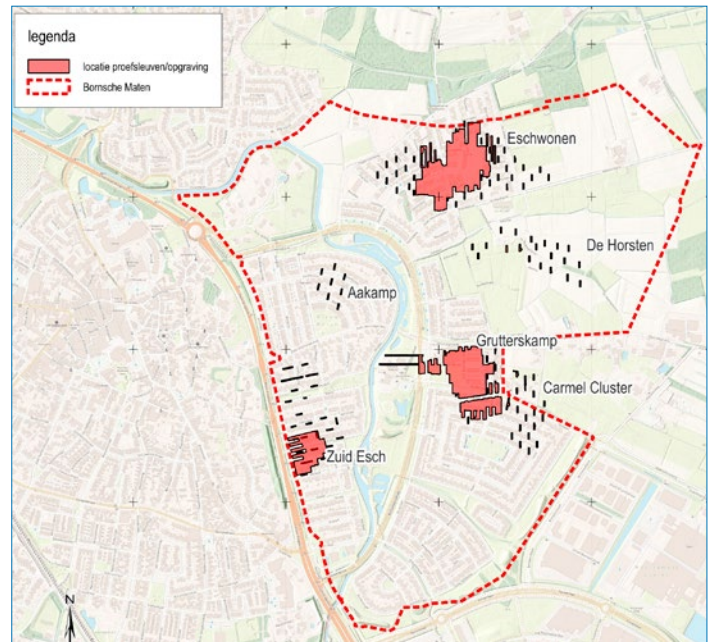 legenda
locatie proefsleuven/opgraving
Bornsche Maten
Eschwonen
De Horsten
Aakamp
Grutterskamp
Carmel Cluster
Zuid Esch
N